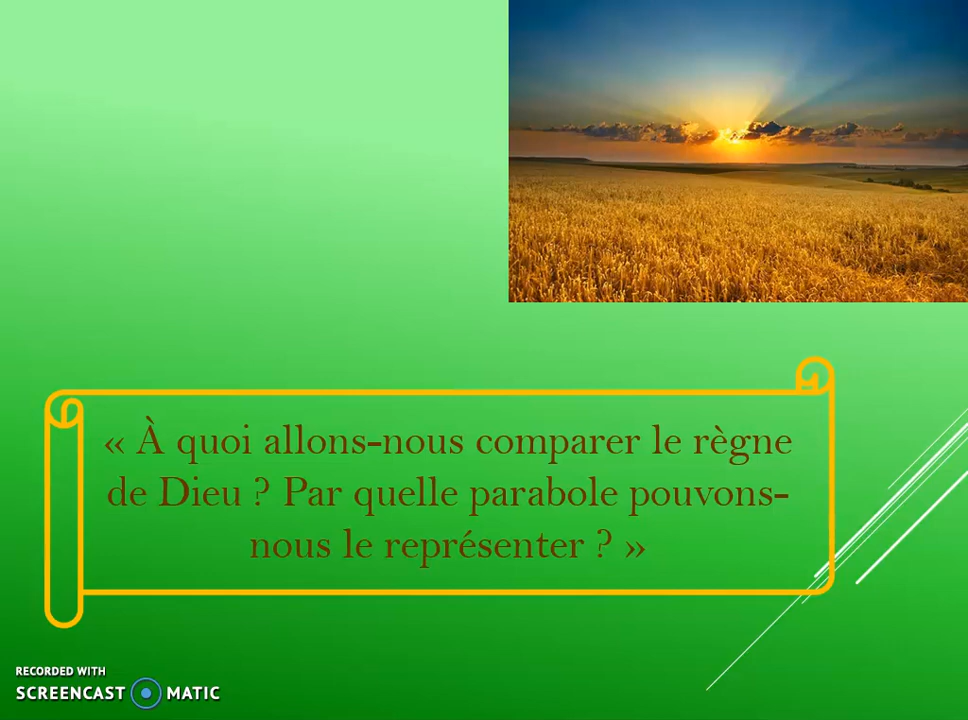 « À quoi allons-nous comparer le règne
de Dieu ? Par quelle parabole pouvons-
nous le représenter ? »
RECORDED WITH
SCREENCAST MATIC